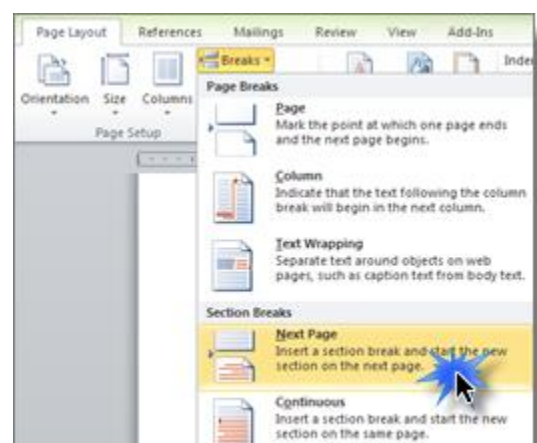 Page Layout References Mailings Review View Add-Ins
Breaks
Orientation Size Columns
Page Setup
Page Breaks
Page
Mark the point at which one page ends
and the next page begins.
Column
Indicate that the text following the column
break will begin in the next column.
Text Wrapping
Separate text around objects on web
pages, such as caption text from body text.
Section Breaks
Next Page
Insert a section break and start the new
section on the next page.
Continuous
Insert a section break and start the new
section on the same page.